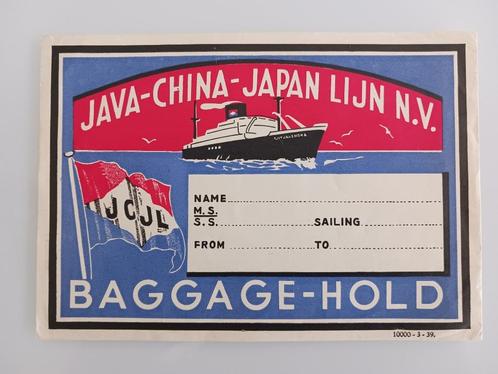 JAVA-CHINA-JAPAN LIJN N.V.
JCJL
NAME
M.S.
S.S. SAILING
FROM TO
BAGGAGE-HOLD
10000-3-39.